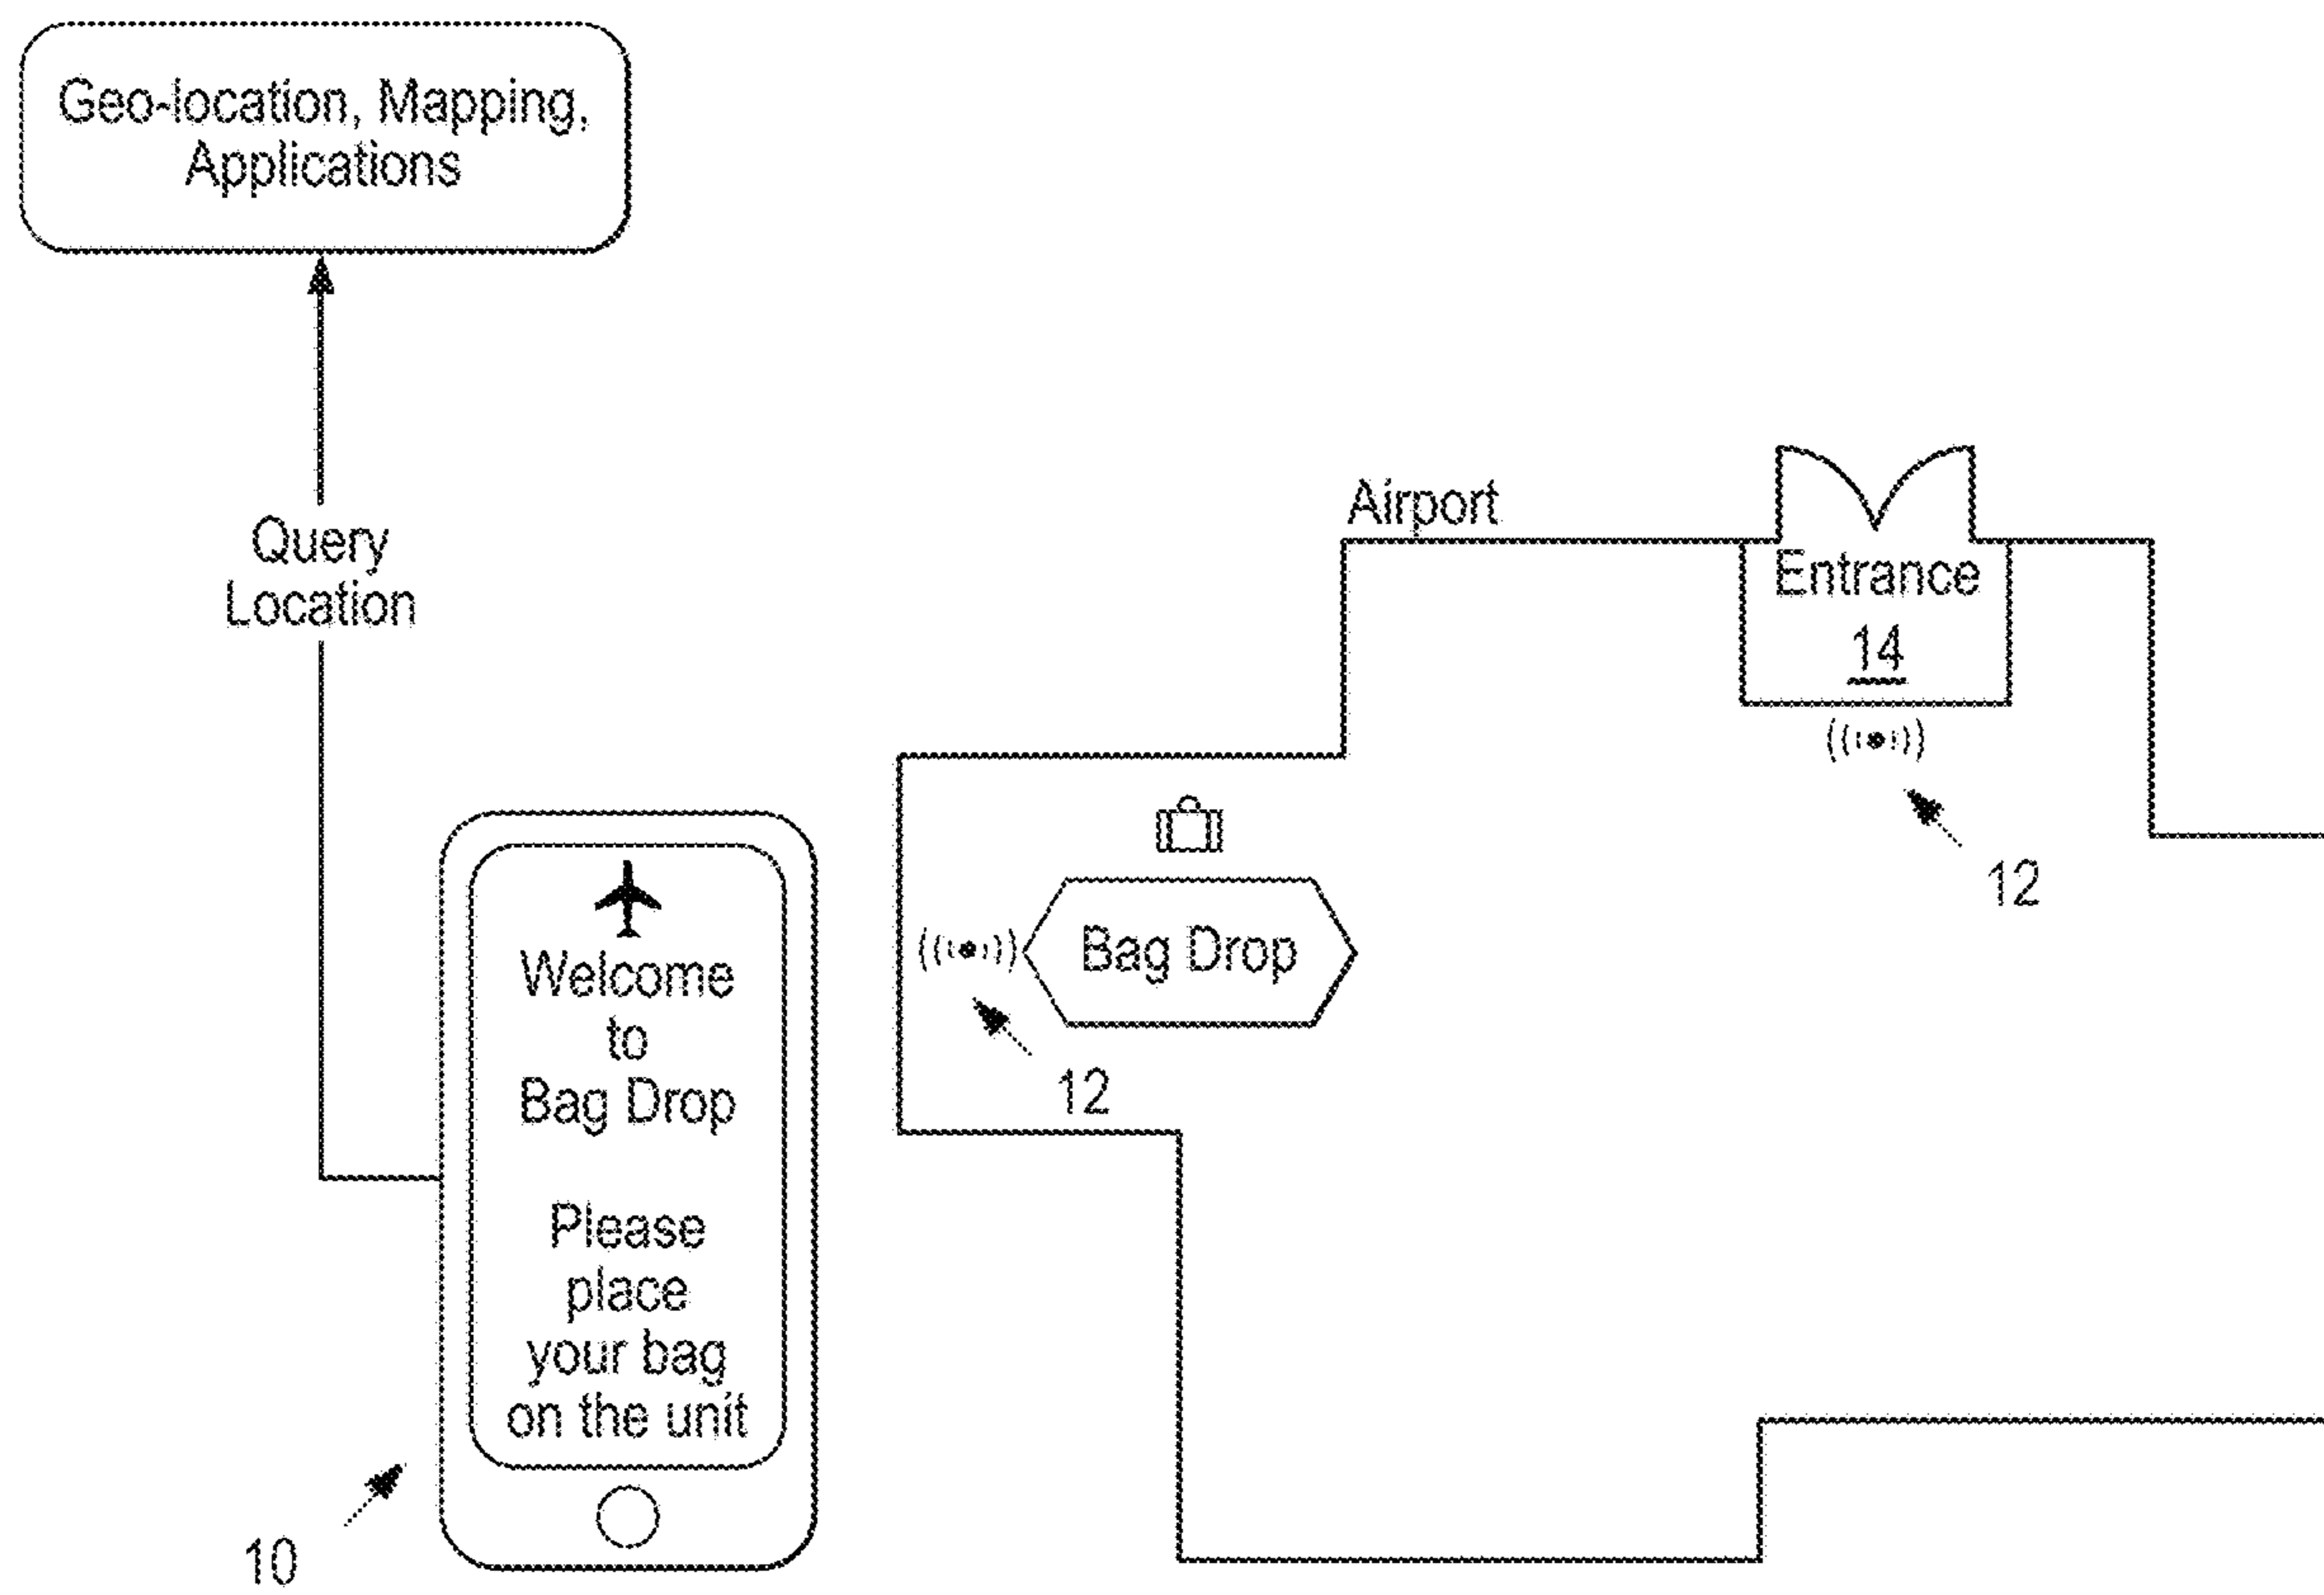 Geo-location, Mapping,
Applications
Query
Location
Airport
Entrance
14
12
Bag Drop
12
Welcome
to
Bag Drop
Please
place
your bag
on the unit
10